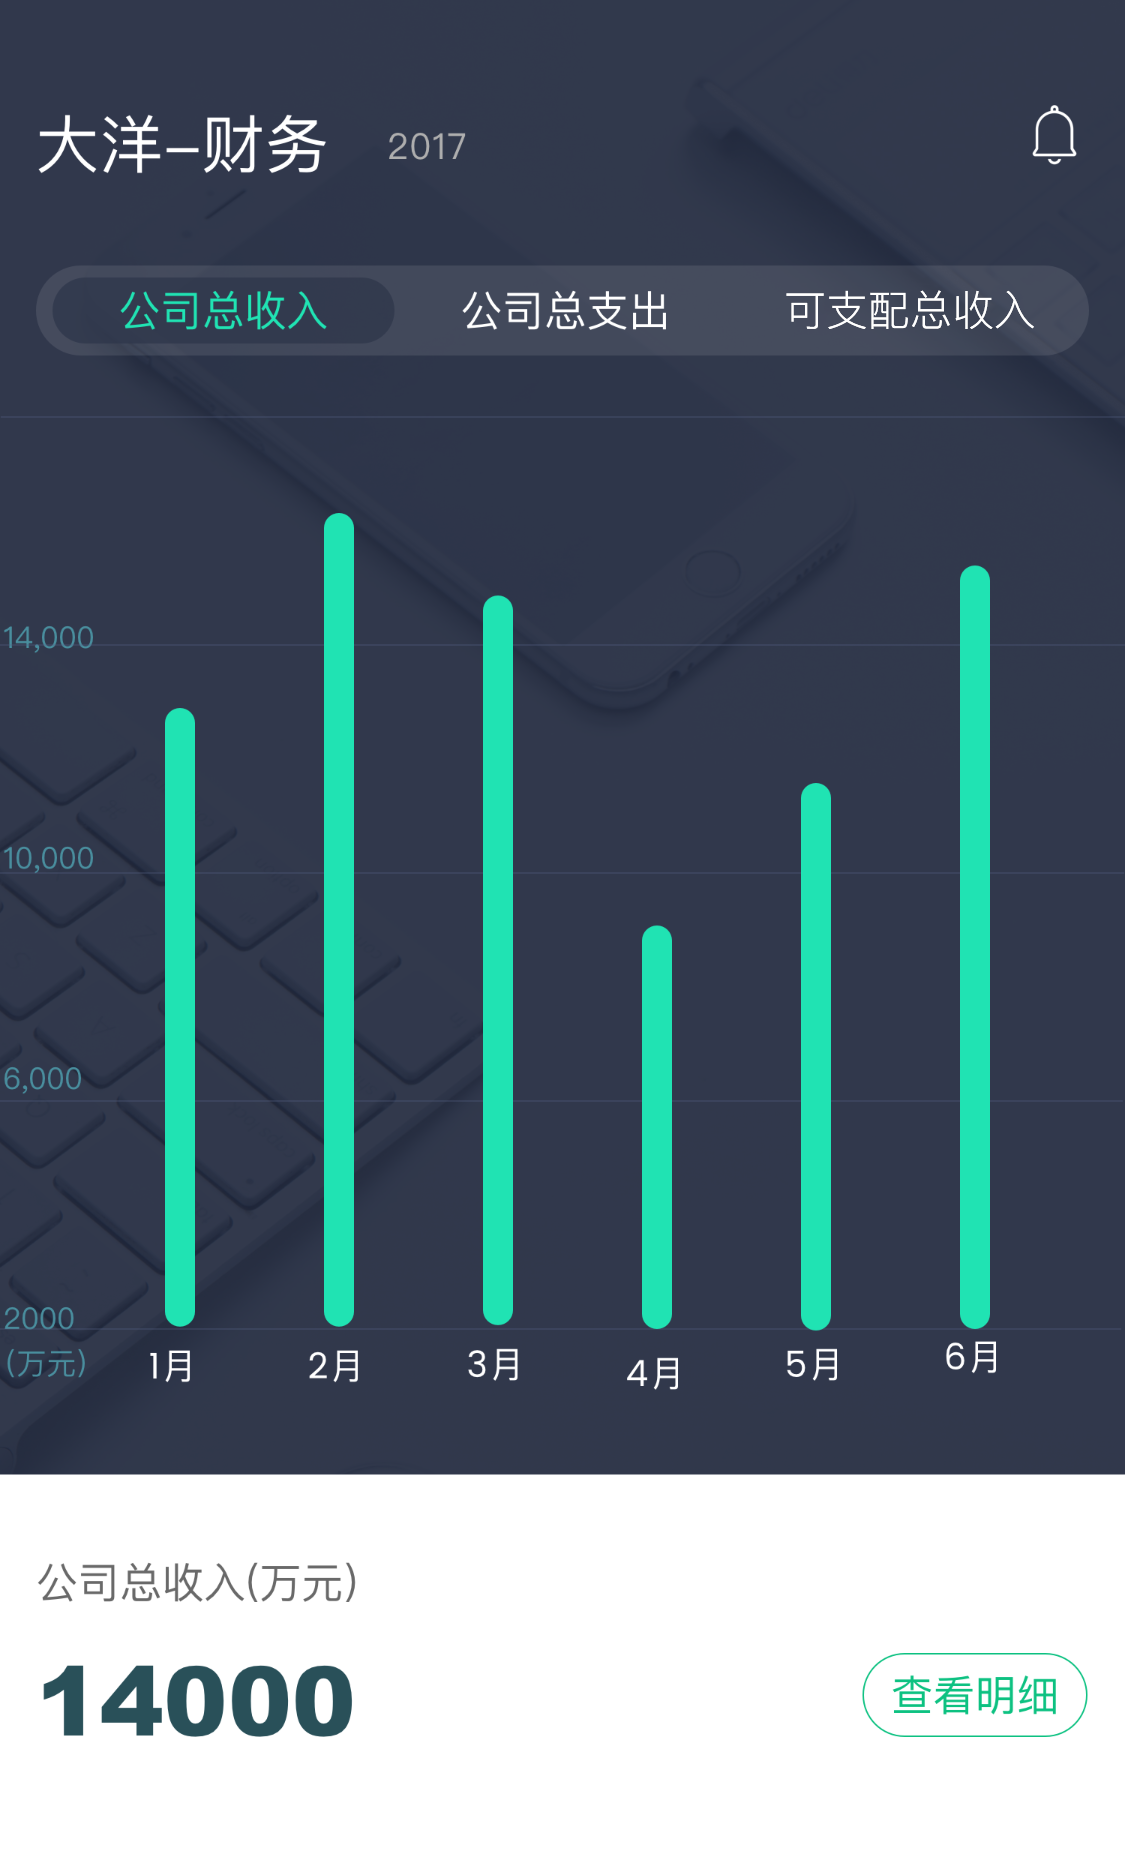 大洋-财务 2017
公司总收入 公司总支出 可支配总收入
14,000
10,000
6,000
2000
(万元) 1月 2月 3月 4月 5月 6月
公司总收入(万元)
14000
查看明细